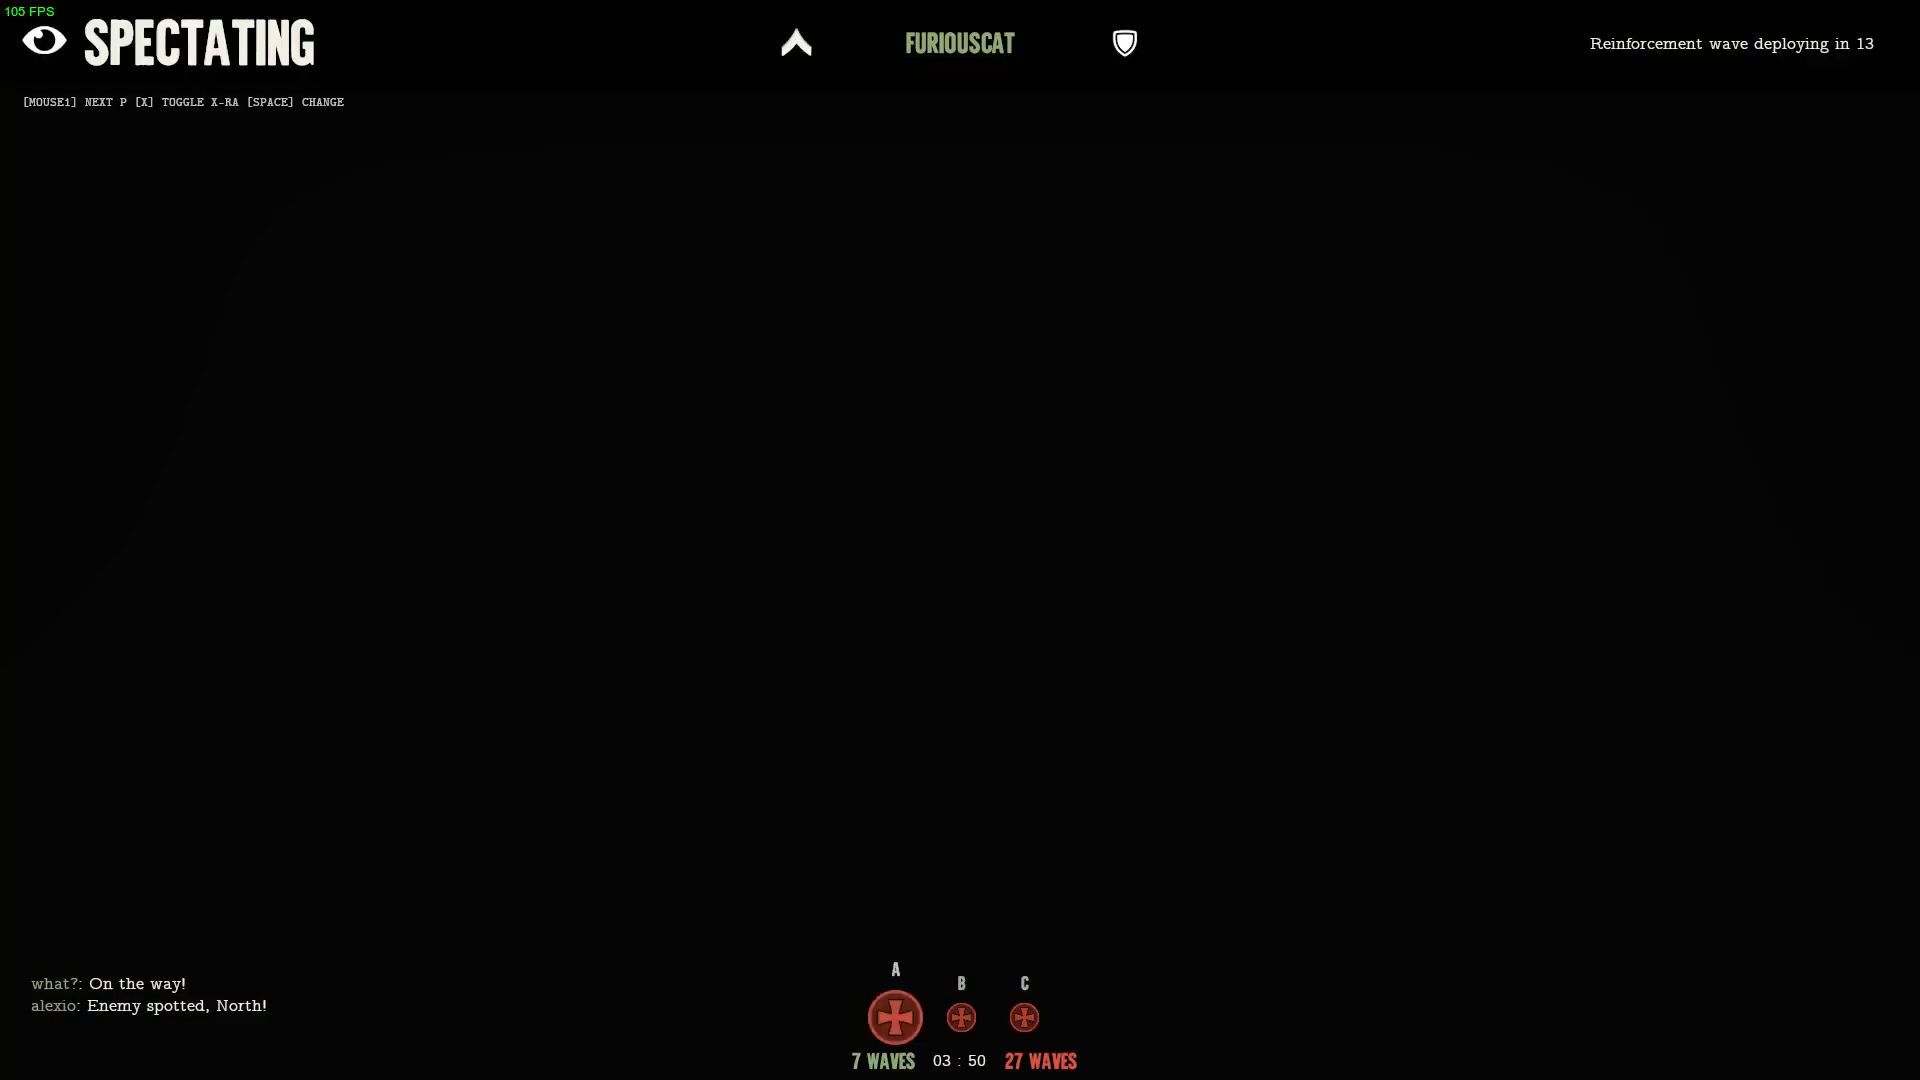 105 FPS
SPECTATING
FURIOUSCAT
Reinforcement wave deploying in 13
[MOUSE1] NEXT P [X] TOGGLE X-RA [SPACE] CHANGE
what?: On the way!
alexio: Enemy spotted, North!
A
B
C
7 WAVES
03 : 50
27 WAVES